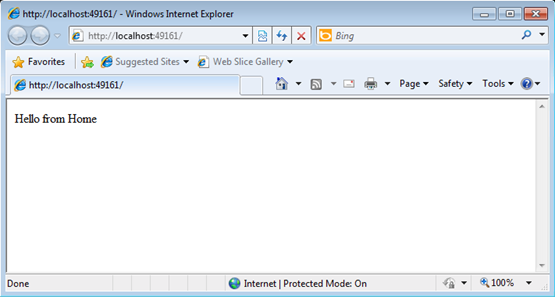 http://localhost:49161/ - Windows Internet Explorer
http://localhost:49161/
Bing
Favorites
Suggested Sites
Web Slice Gallery
http://localhost:49161/
Page
Safety
Tools
Hello from Home
Done
Internet | Protected Mode: On
100%